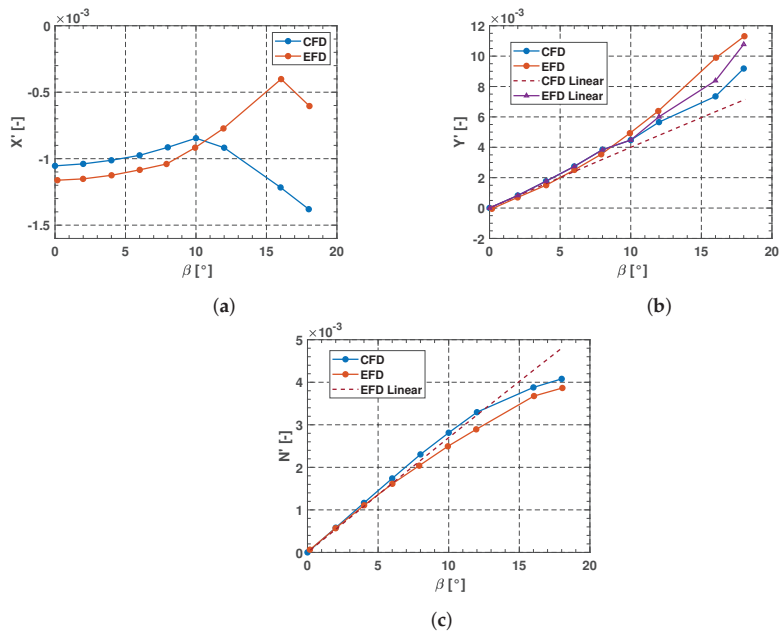 ×10⁻³
0
-0.5
-1
-1.5
X' [-]
CFD
EFD
0 5 10 15 20
β [°]
(a)
×10⁻³
12
10
8
6
4
2
0
-2
Y' [-]
CFD
EFD
CFD Linear
EFD Linear
0 5 10 15 20
β [°]
(b)
×10⁻³
5
4
3
2
1
0
N' [-]
CFD
EFD
EFD Linear
0 5 10 15 20
β [°]
(c)